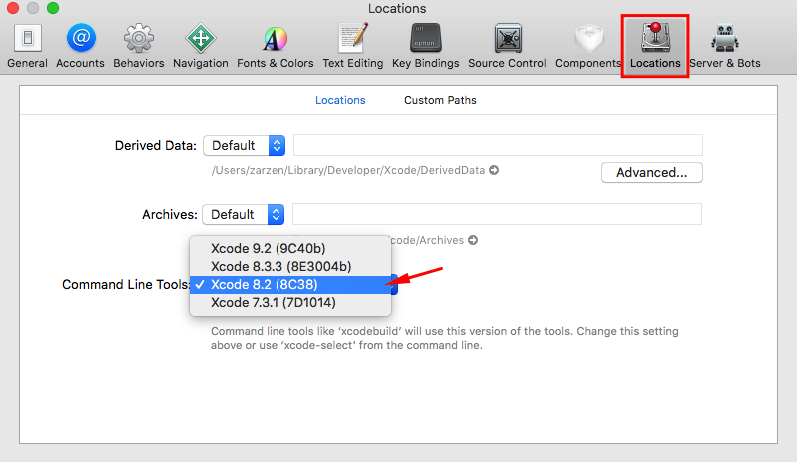 Locations
General Accounts Behaviors Navigation Fonts & Colors Text Editing Key Bindings Source Control Components Locations Server & Bots
Locations Custom Paths
Derived Data: Default
/Users/zarzen/Library/Developer/Xcode/DerivedData
Advanced...
Archives: Default
code/Archives
Xcode 9.2 (9C40b)
Xcode 8.3.3 (8E3004b)
Command Line Tools: ✓ Xcode 8.2 (8C38)
Xcode 7.3.1 (7D1014)
Command line tools like ‘xcodebuild’ will use this version of the tools. Change this setting
above or use ‘xcode-select’ from the command line.